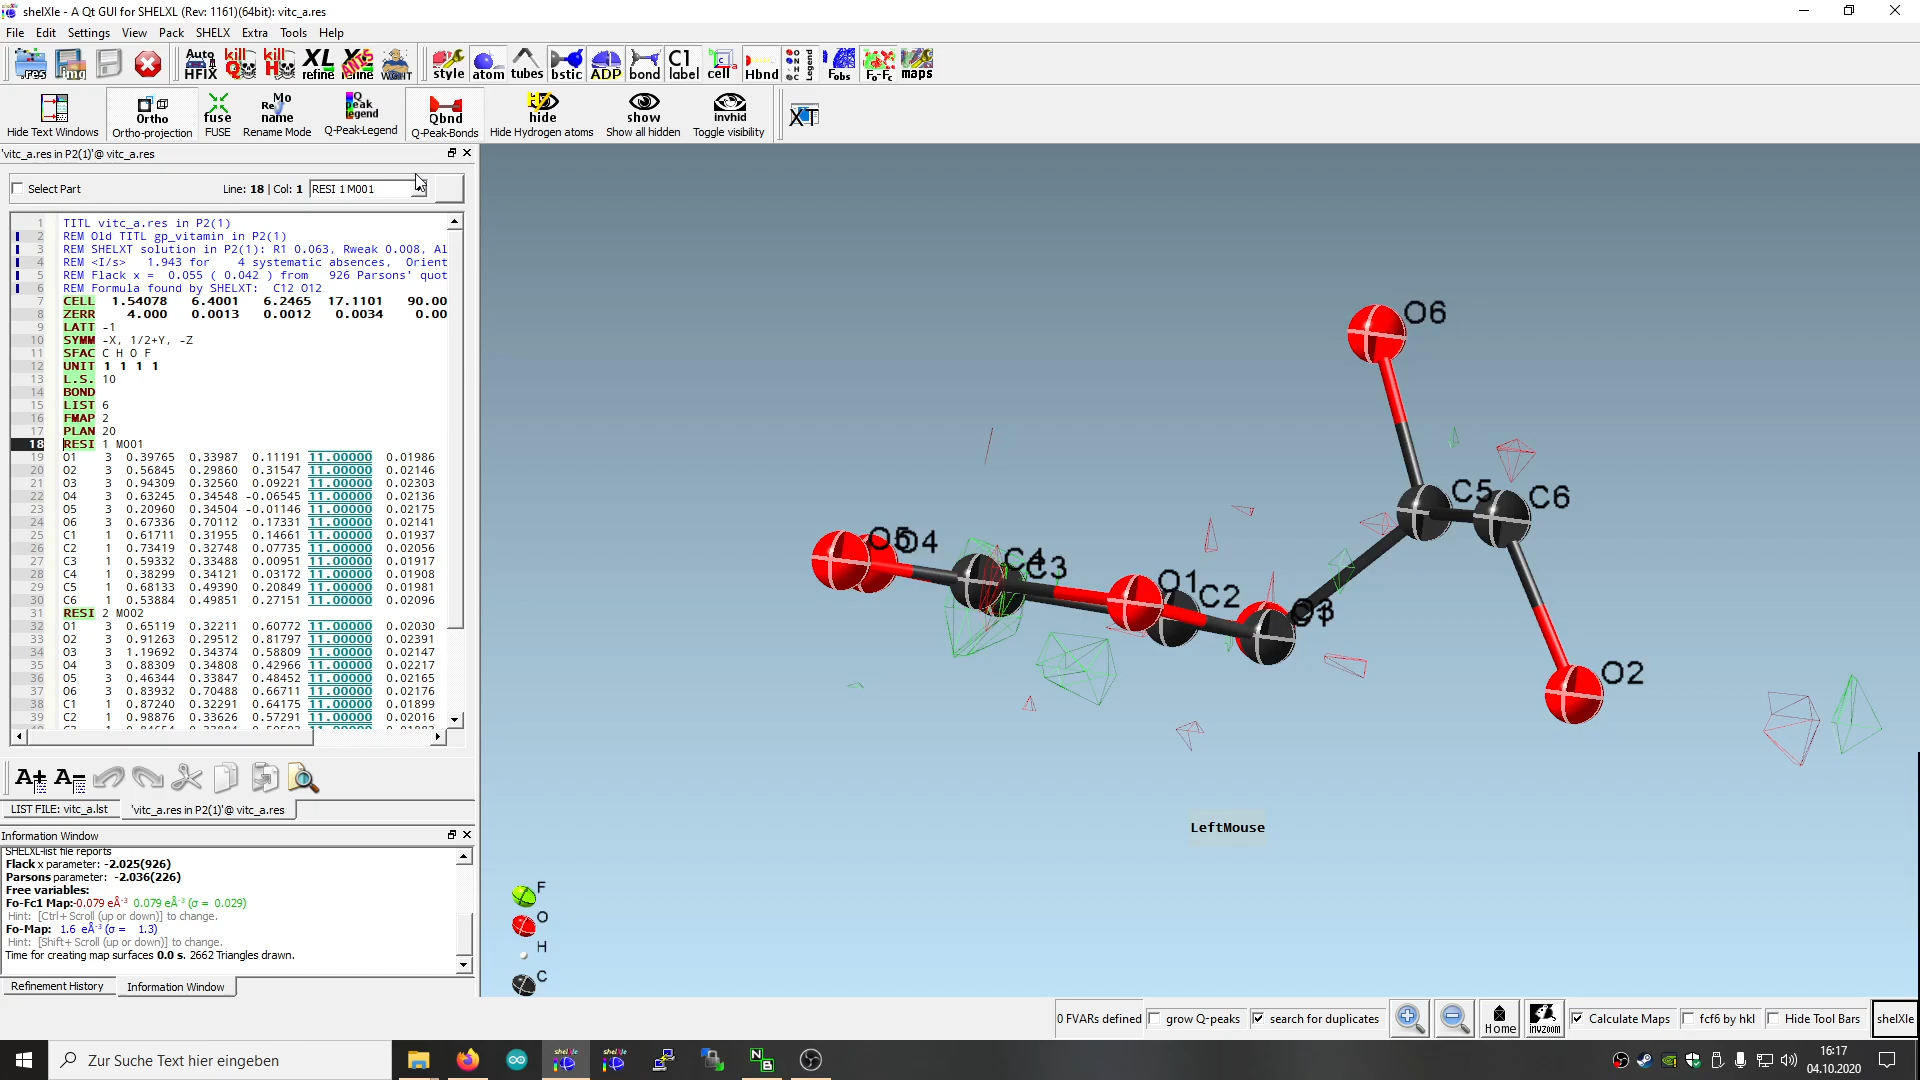 shelXle - A Qt GUI for SHELXL (Rev: 1161)(64bit): vitc_a.res
File Edit Settings View Pack SHELX Extra Tools Help
.res img Auto HFIX kill Q kill H XL refine refine WIGHT style atom tubes bstic ADP bond C1 label cell Hbnd Legend Fobs Fo-Fc maps
Hide Text Windows
Ortho
Ortho-projection
fuse
FUSE
Mo
Re name
Rename Mode
Q peak legend
Q-Peak-Legend
Qbnd
Q-Peak-Bonds
hide
Hide Hydrogen atoms
show
Show all hidden
invhid
Toggle visibility
XT
'vitc_a.res in P2(1)'@ vitc_a.res
Select Part Line: 18 | Col: 1 RESI 1 M001
1 TITL vitc_a.res in P2(1)
2 REM Old TITL gp_vitamin in P2(1)
3 REM SHELXT solution in P2(1): R1 0.063, Rweak 0.008, Al
4 REM <I/s> 1.943 for 4 systematic absences, Orient
5 REM Flack x = 0.055 ( 0.042 ) from 926 Parsons' quot
6 REM Formula found by SHELXT: C12 O12
7 CELL 1.54078 6.4001 6.2465 17.1101 90.00
8 ZERR 4.000 0.0013 0.0012 0.0034 0.00
9 LATT -1
10 SYMM -X, 1/2+Y, -Z
11 SFAC C H O F
12 UNIT 1 1 1 1
13 L.S. 10
14 BOND
15 LIST 6
16 FMAP 2
17 PLAN 20
18 RESI 1 M001
19 O1 3 0.39765 0.33987 0.11191 11.00000 0.01986
20 O2 3 0.56845 0.29860 0.31547 11.00000 0.02146
21 O3 3 0.94309 0.32560 0.09221 11.00000 0.02303
22 O4 3 0.63245 0.34548 -0.06545 11.00000 0.02136
23 O5 3 0.20960 0.34504 -0.01146 11.00000 0.02175
24 O6 3 0.67336 0.70112 0.17331 11.00000 0.02141
25 C1 1 0.61711 0.31955 0.14661 11.00000 0.01937
26 C2 1 0.73419 0.32748 0.07735 11.00000 0.02056
27 C3 1 0.59332 0.33488 0.00951 11.00000 0.01917
28 C4 1 0.38299 0.34121 0.03172 11.00000 0.01908
29 C5 1 0.68133 0.49390 0.20849 11.00000 0.01981
30 C6 1 0.53884 0.49851 0.27151 11.00000 0.02096
31 RESI 2 M002
32 O1 3 0.65119 0.32211 0.60772 11.00000 0.02030
33 O2 3 0.91263 0.29512 0.81797 11.00000 0.02391
34 O3 3 1.19692 0.34374 0.58809 11.00000 0.02147
35 O4 3 0.88309 0.34808 0.42966 11.00000 0.02217
36 O5 3 0.46344 0.33847 0.48452 11.00000 0.02165
37 O6 3 0.83932 0.70488 0.66711 11.00000 0.02176
38 C1 1 0.87240 0.32291 0.64175 11.00000 0.01899
39 C2 1 0.98876 0.33626 0.57291 11.00000 0.02016
LIST FILE: vitc_a.lst 'vitc_a.res in P2(1)'@ vitc_a.res
Information Window
SHELXL-list file reports
Flack x parameter: -2.025(926)
Parsons parameter: -2.036(226)
Free variables:
Fo-Fc1 Map:-0.079 eÅ⁻³ 0.079 eÅ⁻³ (σ = 0.029)
Hint: [Ctrl+ Scroll (up or down)] to change.
Fo-Map: 1.6 eÅ⁻³ (σ = 1.3)
Hint: [Shift+ Scroll (up or down)] to change.
Time for creating map surfaces 0.0 s. 2662 Triangles drawn.
Refinement History Information Window
O6
C5
C6
O5
O4
C4
C3
O1
C2
O2
LeftMouse
F
O
H
C
0 FVARs defined grow Q-peaks search for duplicates Home invzoom Calculate Maps fcf6 by hkl Hide Tool Bars shelXle
Zur Suche Text hier eingeben
16:17
04.10.2020